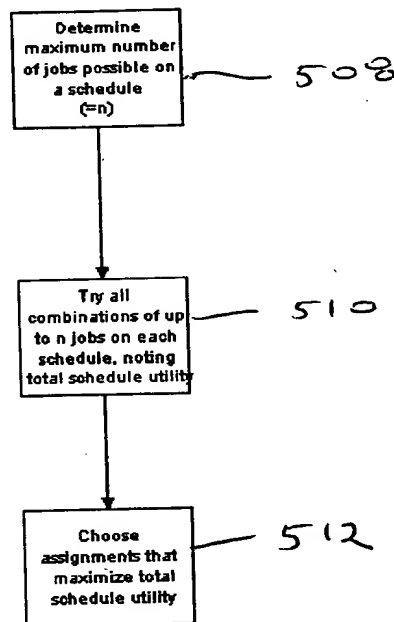 Determine
maximum number
of jobs possible on
a schedule
(=n)
508
Try all
combinations of up
to n jobs on each
schedule, noting
total schedule utility
510
Choose
assignments that
maximize total
schedule utility
512